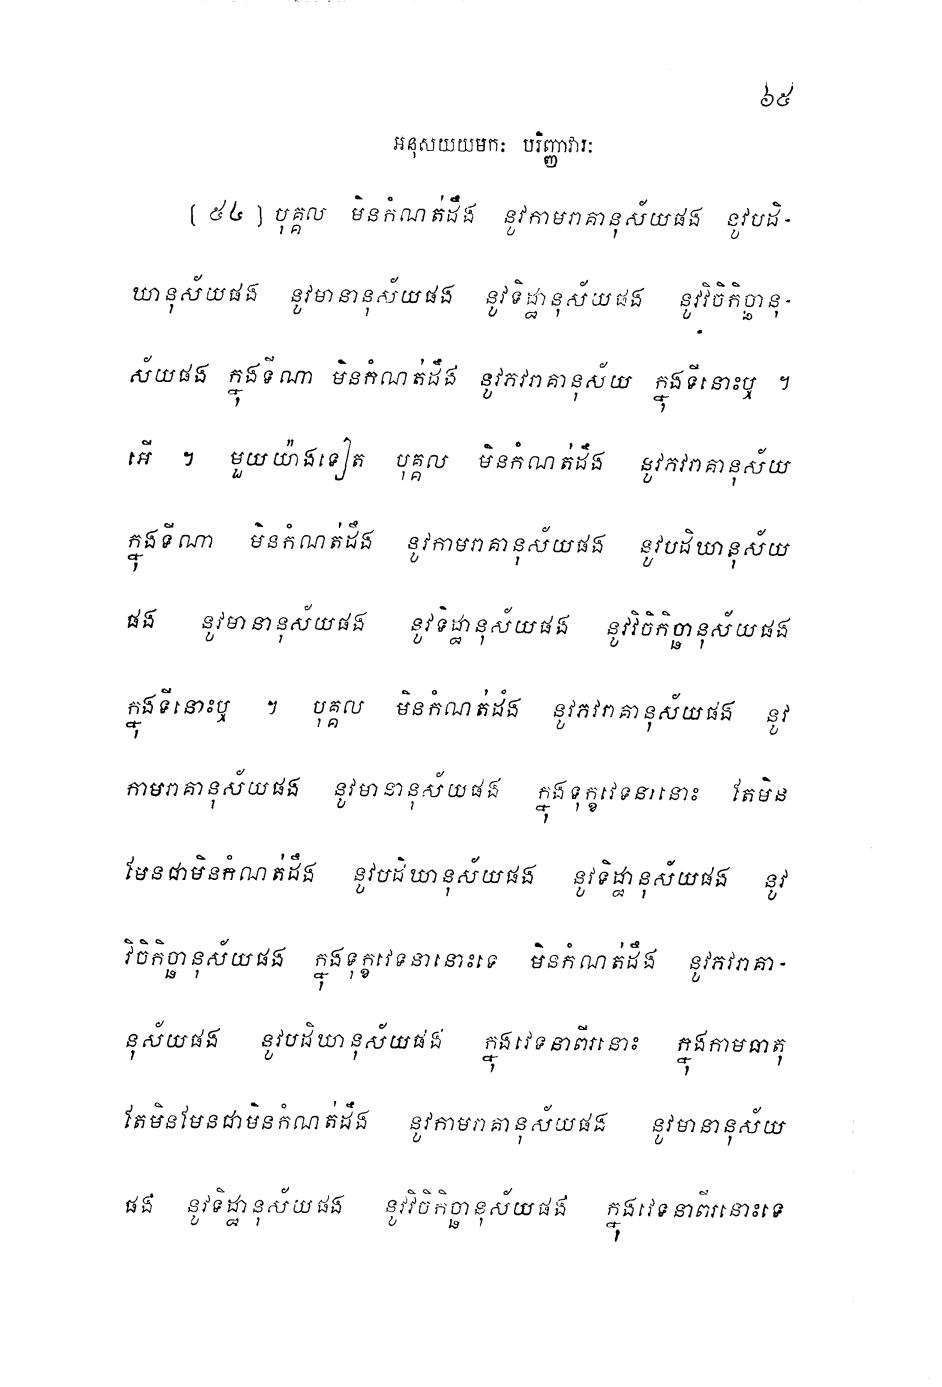 ៦៥
អនុសយយមកៈ បរិញ្ញាវារៈ
( ៥៤ ) បុគ្គល មិនកំណត់ដឹង នូវកាមរាគានុស័យផង នូវបដិ-
ឃានុស័យផង នូវមានានុស័យផង នូវទិដ្ឋានុស័យផង នូវវិចិកិច្ឆានុ-
ស័យផង ក្នុងទីណា មិនកំណត់ដឹង នូវភវរាគានុស័យ ក្នុងទីនោះឬ ។
អើ ។ មួយយ៉ាងទៀត បុគ្គល មិនកំណត់ដឹង នូវភវរាគានុស័យ
ក្នុងទីណា មិនកំណត់ដឹង នូវកាមរាគានុស័យផង នូវបដិឃានុស័យ
ផង នូវមានានុស័យផង នូវទិដ្ឋានុស័យផង នូវវិចិកិច្ឆានុស័យផង
ក្នុងទីនោះឬ ។ បុគ្គល មិនកំណត់ដឹង នូវភវរាគានុស័យផង នូវ
កាមរាគានុស័យផង នូវមានានុស័យផង ក្នុងទុក្ខវេទនានោះ តែមិន
មែនជាមិនកំណត់ដឹង នូវបដិឃានុស័យផង នូវទិដ្ឋានុស័យផង នូវ
វិចិកិច្ឆានុស័យផង ក្នុងទុក្ខវេទនានោះទេ មិនកំណត់ដឹង នូវភវរាគា-
នុស័យផង នូវបដិឃានុស័យផង ក្នុងវេទនាពីរនោះ ក្នុងកាមធាតុ
តែមិនមែនជាមិនកំណត់ដឹង នូវកាមរាគានុស័យផង នូវមានានុស័យ
ផង នូវទិដ្ឋានុស័យផង នូវវិចិកិច្ឆានុស័យផង ក្នុងវេទនាពីរនោះទេ